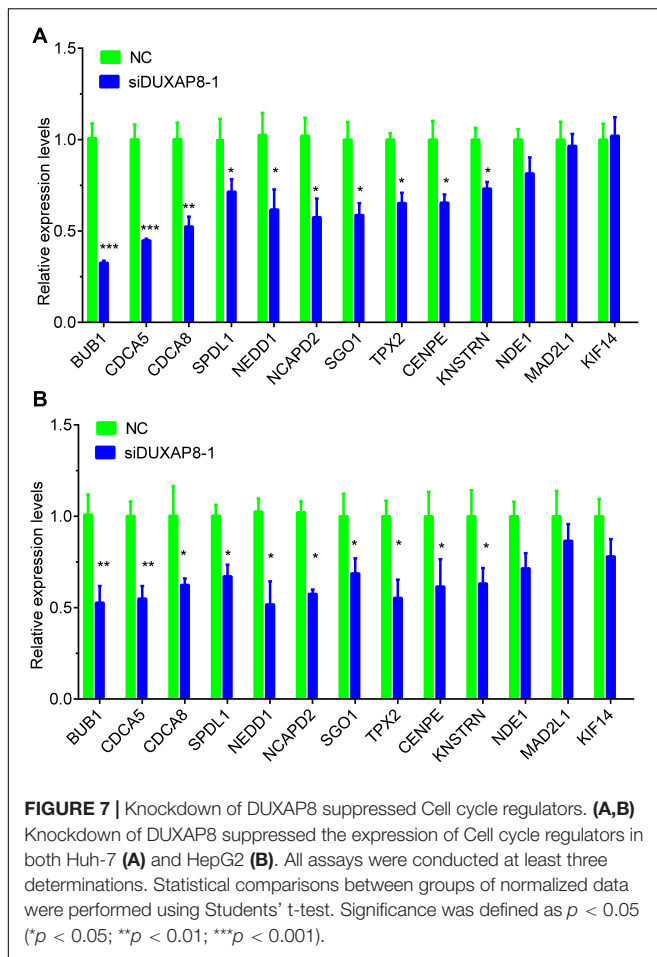 A
1.5
NC
siDUXAP8-1
Relative expression levels
1.0
0.5
0.0
***
***
**
*
*
*
*
*
*
*
BUB1
CDCA5
CDCA8
SPDL1
NEDD1
NCAPD2
SGO1
TPX2
CENPE
KNSTRN
NDE1
MAD2L1
KIF14
B
1.5
NC
siDUXAP8-1
Relative expression levels
1.0
0.5
0.0
**
**
*
*
*
*
*
*
*
*
BUB1
CDCA5
CDCA8
SPDL1
NEDD1
NCAPD2
SGO1
TPX2
CENPE
KNSTRN
NDE1
MAD2L1
KIF14
FIGURE 7 | Knockdown of DUXAP8 suppressed Cell cycle regulators. (A,B)
Knockdown of DUXAP8 suppressed the expression of Cell cycle regulators in
both Huh-7 (A) and HepG2 (B). All assays were conducted at least three
determinations. Statistical comparisons between groups of normalized data
were performed using Students' t-test. Significance was defined as p < 0.05
(*p < 0.05; **p < 0.01; ***p < 0.001).